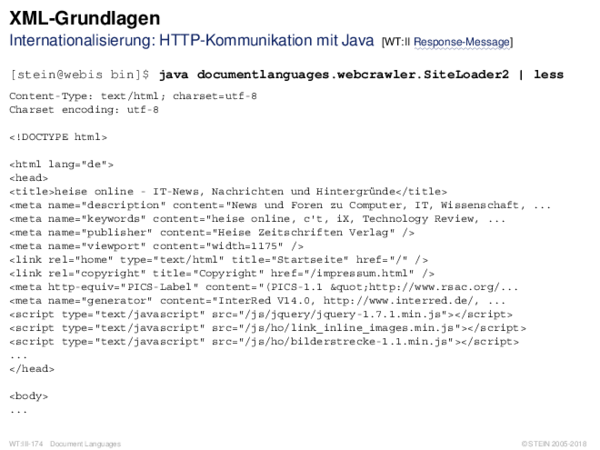 XML-Grundlagen
Internationalisierung: HTTP-Kommunikation mit Java [WT:II Response-Message]
[stein@webis bin]$ java documentlanguages.webcrawler.SiteLoader2 | less
Content-Type: text/html; charset=utf-8
Charset encoding: utf-8
<!DOCTYPE html>
<html lang="de">
<head>
<title>heise online - IT-News, Nachrichten und Hintergründe</title>
<meta name="description" content="News und Foren zu Computer, IT, Wissenschaft, ...
<meta name="keywords" content="heise online, c't, iX, Technology Review, ...
<meta name="publisher" content="Heise Zeitschriften Verlag" />
<meta name="viewport" content="width=1175" />
<link rel="home" type="text/html" title="Startseite" href="/" />
<link rel="copyright" title="Copyright" href="/impressum.html" />
<meta http-equiv="PICS-Label" content="(PICS-1.1 &quot;http://www.rsac.org/...
<meta name="generator" content="InterRed V14.0, http://www.interred.de/, ...
<script type="text/javascript" src="/js/jquery/jquery-1.7.1.min.js"></script>
<script type="text/javascript" src="/js/ho/link_inline_images.min.js"></script>
<script type="text/javascript" src="/js/ho/bilderstrecke-1.1.min.js"></script>
...
</head>
<body>
...
WT:II-174 Document Languages
© STEIN 2005-2018